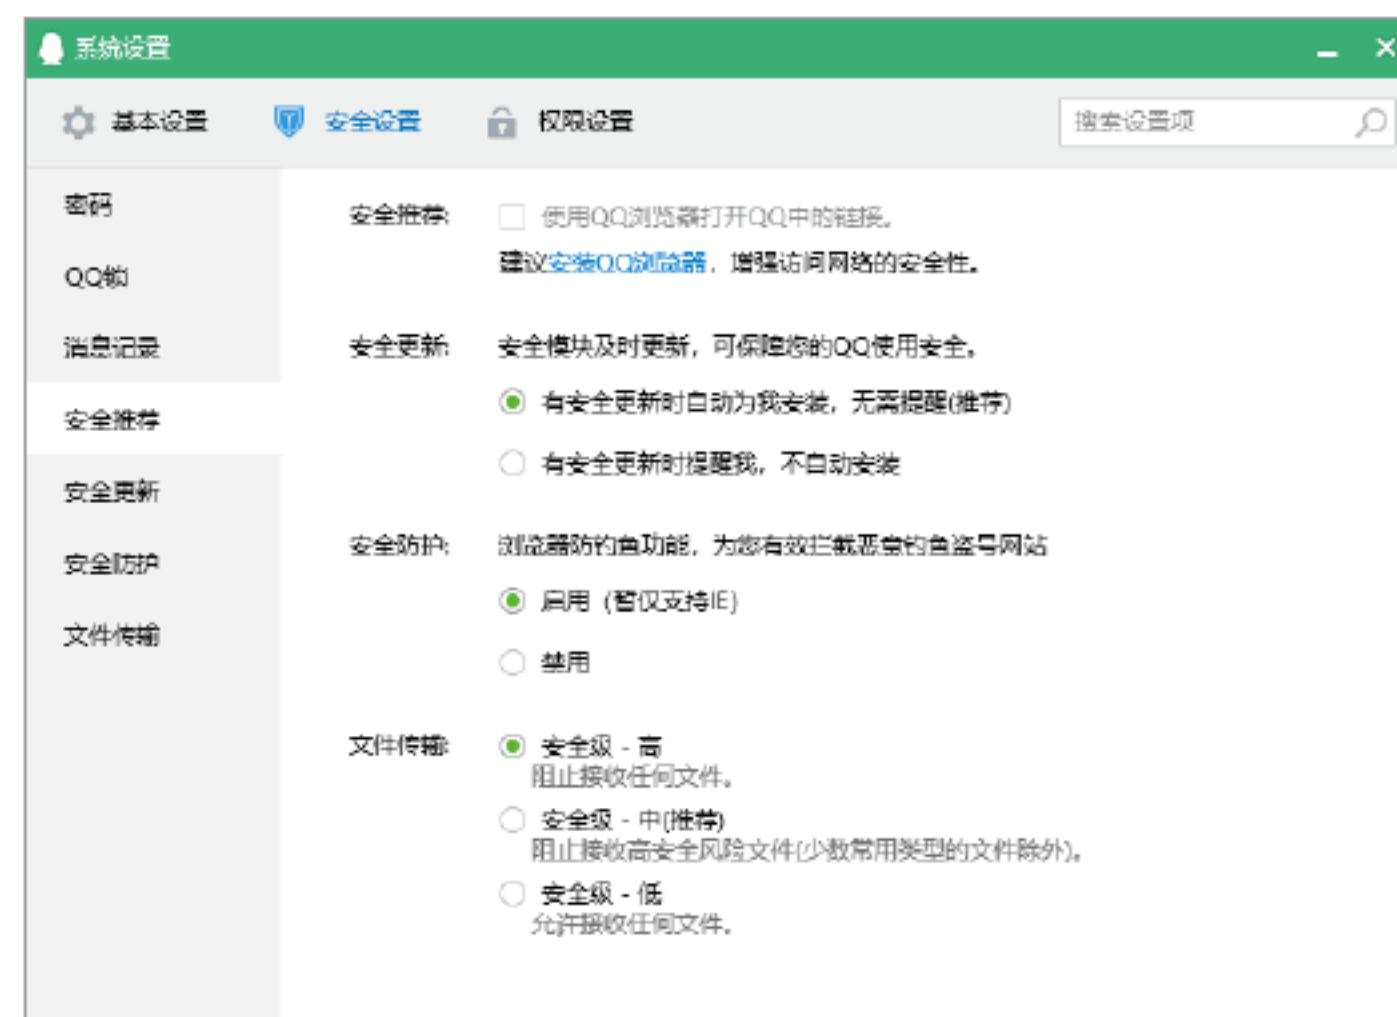 系统设置
基本设置 安全设置 权限设置 搜索设置项
密码
QQ锁
消息记录
安全推荐
安全更新
安全防护
文件传输
安全推荐: 使用QQ浏览器打开QQ中的链接。
建议安装QQ浏览器，增强访问网络的安全性。
安全更新: 安全模块及时更新，可保障您的QQ使用安全。
有安全更新时自动为我安装，无需提醒(推荐)
有安全更新时提醒我，不自动安装
安全防护: 浏览器防钓鱼功能，为您有效拦截恶意钓鱼盗号网站
启用 (暂仅支持IE)
禁用
文件传输: 安全级 - 高
阻止接收任何文件。
安全级 - 中(推荐)
阻止接收高安全风险文件(少数常用类型的文件除外)。
安全级 - 低
允许接收任何文件。